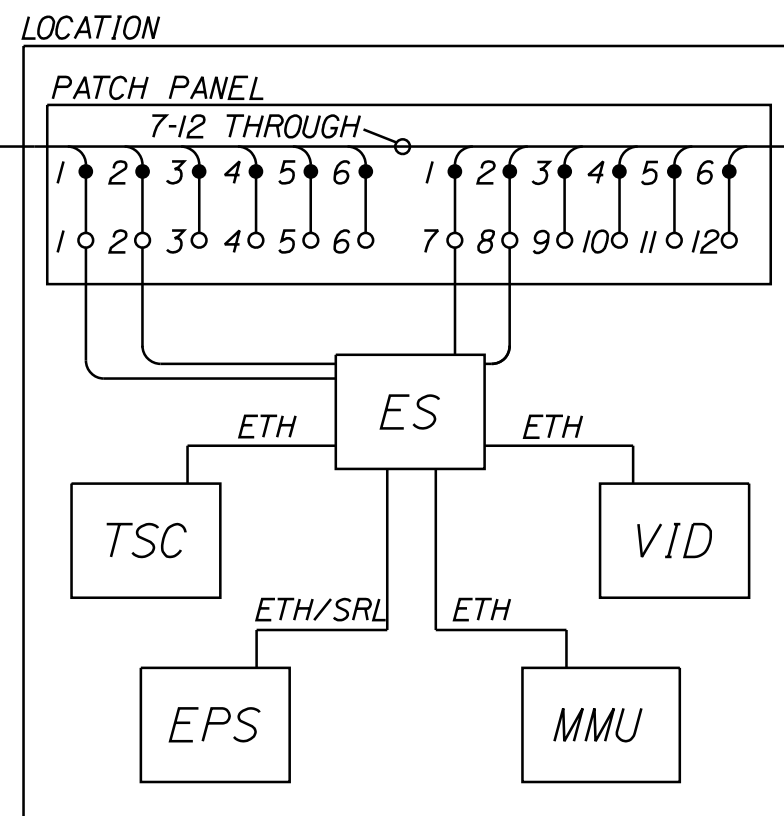 LOCATION
PATCH PANEL
7-12 THROUGH
1 2 3 4 5 6 1 2 3 4 5 6
1 2 3 4 5 6 7 8 9 10 11 12
ES
ETH ETH
TSC VID
ETH/SRL ETH
EPS MMU